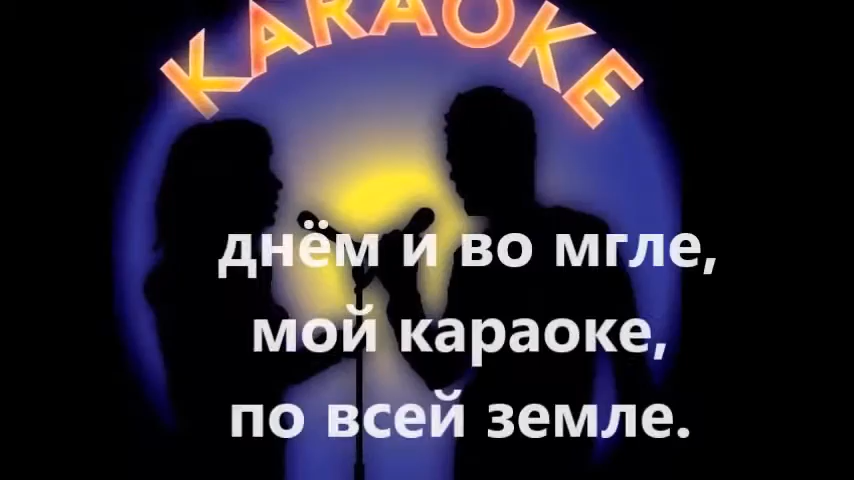 KARAOKE
днём и во мгле,
мой караоке,
по всей земле.